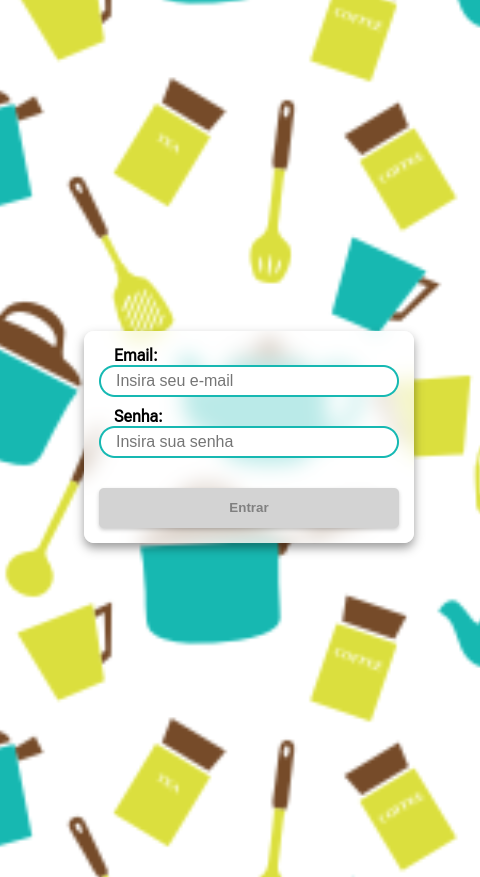 COFFEE
TEA
COFFEE
Email:
Insira seu e-mail
Senha:
Insira sua senha
Entrar
COFFEE
TEA
COFFEE